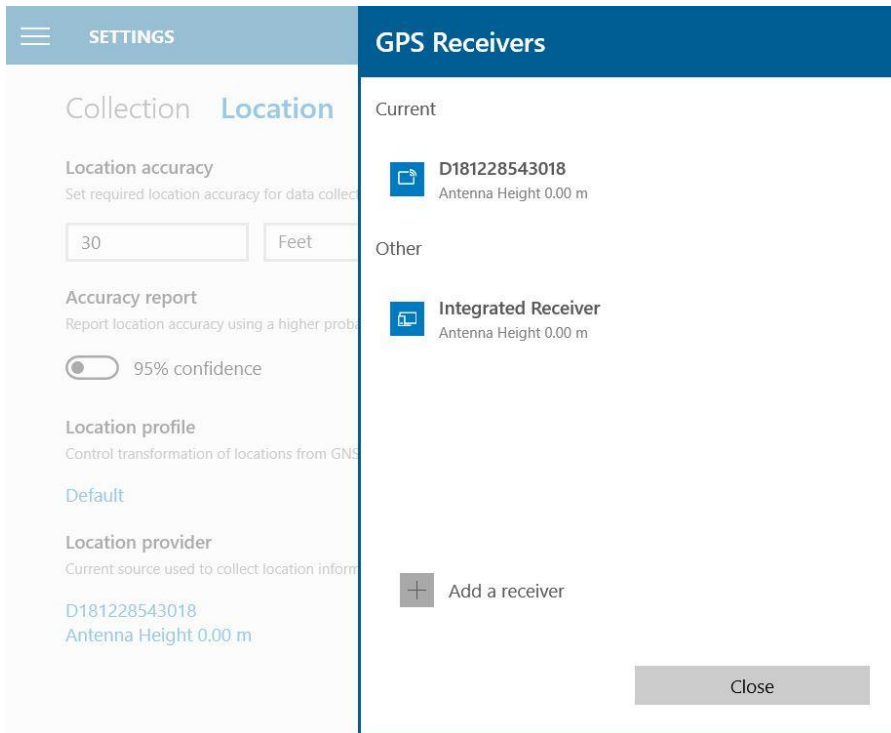 SETTINGS
Collection Location
Location accuracy
Set required location accuracy for data collect
30
Feet
Accuracy report
Report location accuracy using a higher proba
95% confidence
Location profile
Control transformation of locations from GNS
Default
Location provider
Current source used to collect location inform
D181228543018
Antenna Height 0.00 m
GPS Receivers
Current
D181228543018
Antenna Height 0.00 m
Other
Integrated Receiver
Antenna Height 0.00 m
Add a receiver
Close